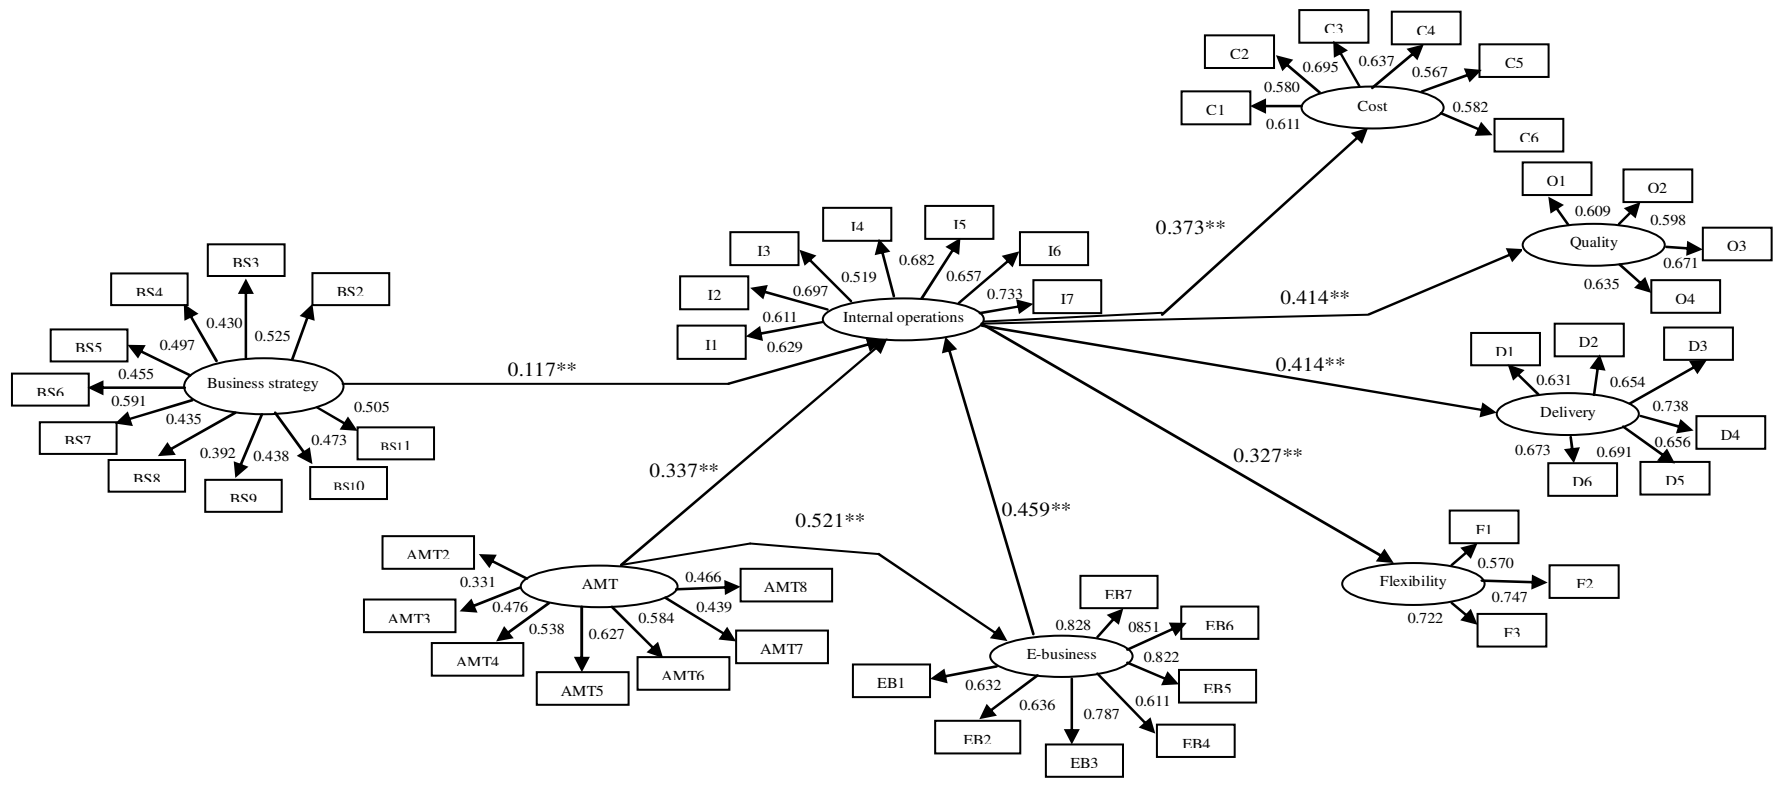 C3
C4
C2
C5
0.695
0.637
0.567
0.580
Cost
0.582
C1
0.611
C6
O1
O2
0.609
0.598
Quality
O3
0.671
0.635
O4
0.373**
0.414**
I4
I5
I3
I6
0.682
0.519
0.657
I2
0.697
0.733
I7
0.611
Internal operations
I1
0.629
BS3
BS4
BS2
0.430
0.525
BS5
0.497
0.455
Business strategy
BS6
0.591
0.505
0.435
BS7
0.473
BS11
0.392
0.438
BS8
BS10
BS9
0.117**
0.414**
D1
D2
D3
0.631
0.654
0.738
Delivery
D4
0.656
0.673
0.691
D6
D5
0.337**
0.327**
0.521**
0.459**
F1
0.570
Flexibility
F2
0.747
0.722
F3
AMT2
0.331
AMT
0.466
AMT8
0.476
0.439
AMT3
0.538
0.627
0.584
AMT7
AMT4
AMT6
AMT5
EB7
0.828
0851
EB6
E-business
0.822
EB1
0.632
EB5
0.636
0.787
0.611
EB2
EB4
EB3